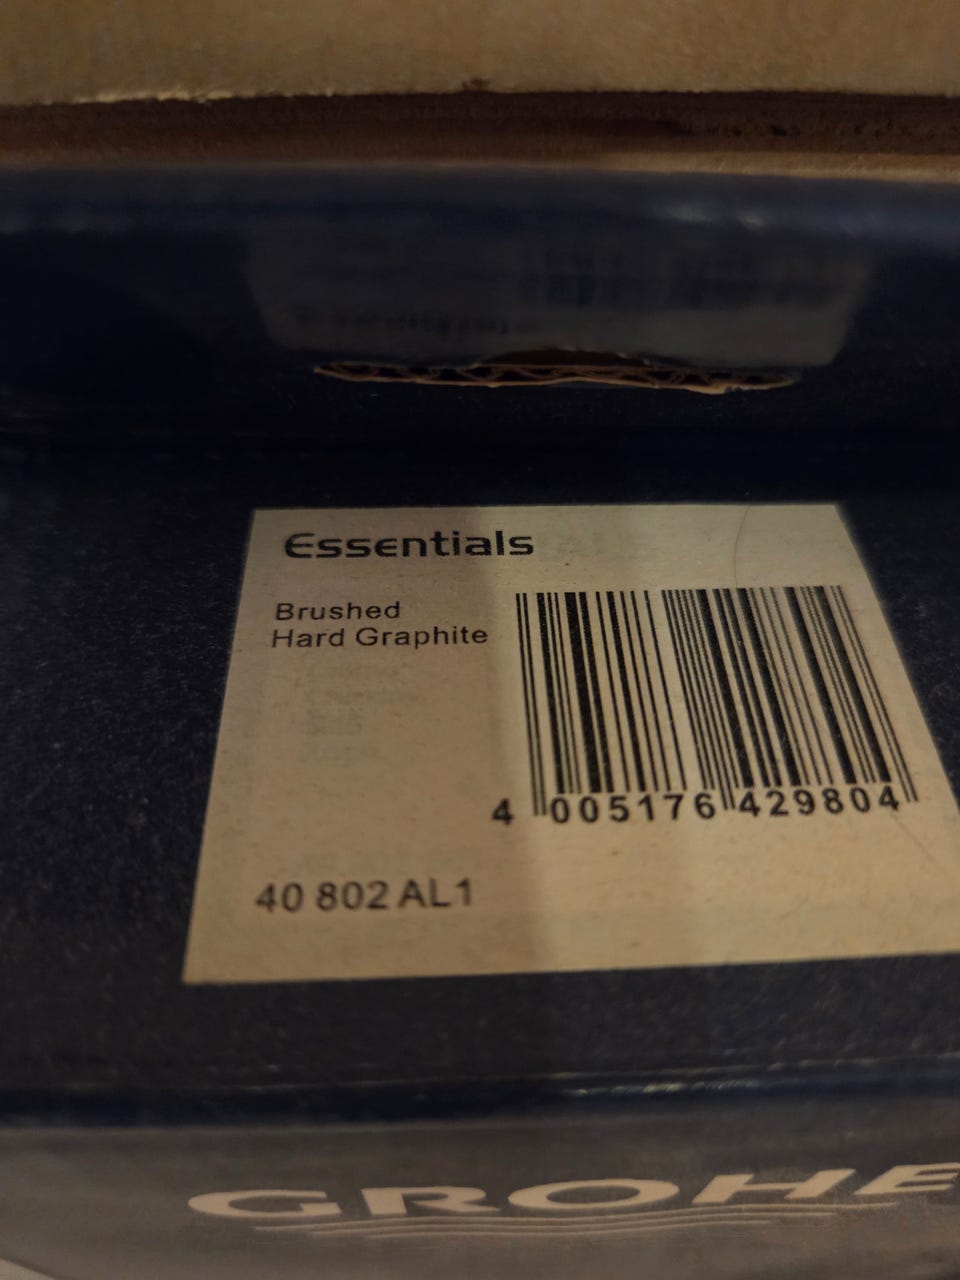 Essentials
Brushed
Hard Graphite
4 005176 429804
40 802 AL1
GROHE